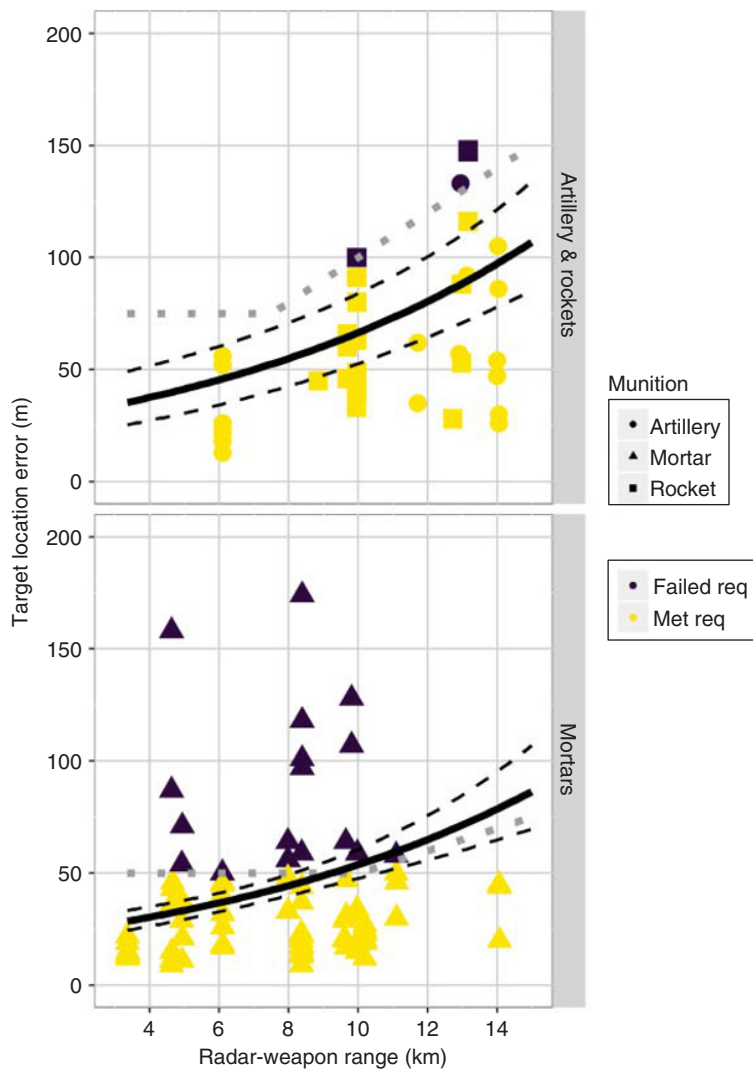 200
150
100
50
0
Artillery & rockets
200
150
100
50
0
Mortars
Target location error (m)
4 6 8 10 12 14
Radar-weapon range (km)
Munition
Artillery
Mortar
Rocket
Failed req
Met req